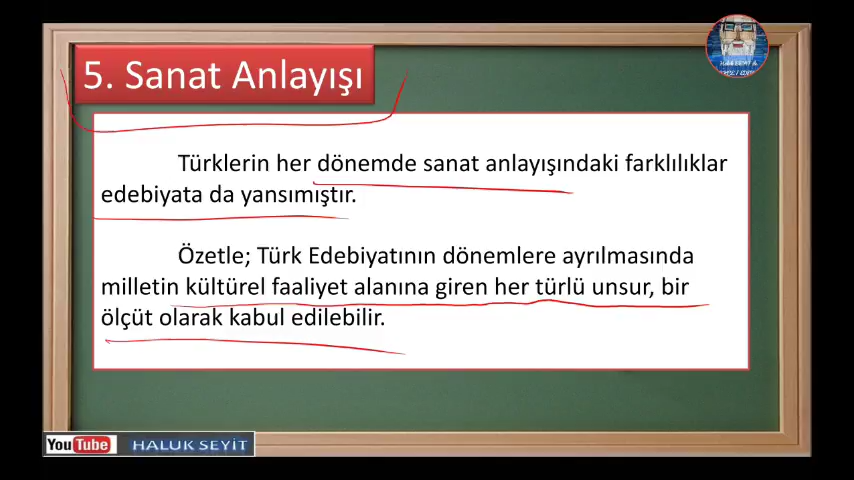 5. Sanat Anlayışı
Türklerin her dönemde sanat anlayışındaki farklılıklar
edebiyata da yansımıştır.
Özetle; Türk Edebiyatının dönemlere ayrılmasında
milletin kültürel faaliyet alanına giren her türlü unsur, bir
ölçüt olarak kabul edilebilir.
YouTube HALUK SEYİT